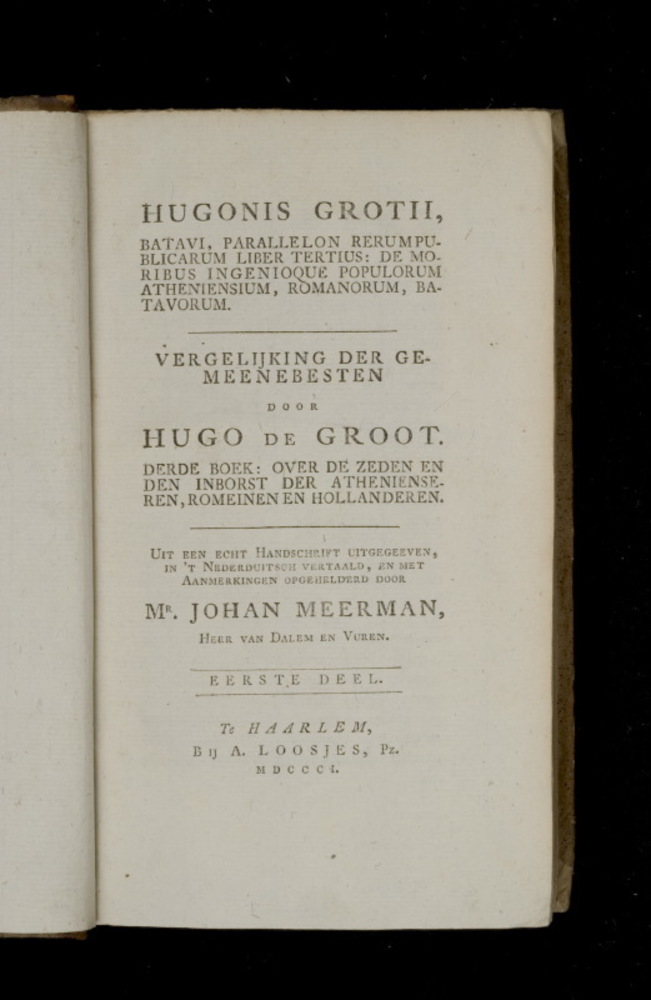 HUGONIS GROTII,
BATAVI, PARALLELON RERUMPU-
BLICARUM LIBER TERTIUS: DE MO-
RIBUS INGENIOQUE POPULORUM
ATHENIENSIUM, ROMANORUM, BA-
TAVORUM.
VERGELIJKING DER GE-
MEENEBESTEN
DOOR
HUGO DE GROOT.
DERDE BOEK: OVER DE ZEDEN EN
DEN INBORST DER ATHENIENSE-
REN, ROMEINEN EN HOLLANDEREN.
UIT EEN ECHT HANDSCHRIFT UITGEGEEVEN,
IN 'T NEDERDUITSCH VERTAALD, EN MET
AANMERKINGEN OPGEHELDERD DOOR
MR. JOHAN MEERMAN,
HEER VAN DALEM EN VUREN.
EERSTE DEEL.
Te HAARLEM,
Bij A. LOOSJES, Pz.
MDCCCI.